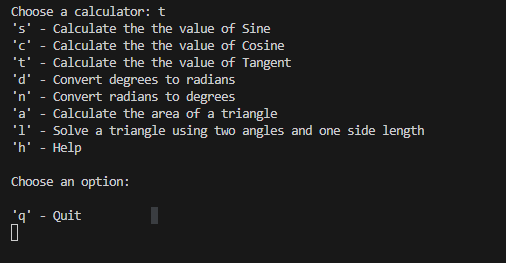 Choose a calculator: t
's' - Calculate the the value of Sine
'c' - Calculate the the value of Cosine
't' - Calculate the the value of Tangent
'd' - Convert degrees to radians
'n' - Convert radians to degrees
'a' - Calculate the area of a triangle
'l' - Solve a triangle using two angles and one side length
'h' - Help
Choose an option:
'q' - Quit